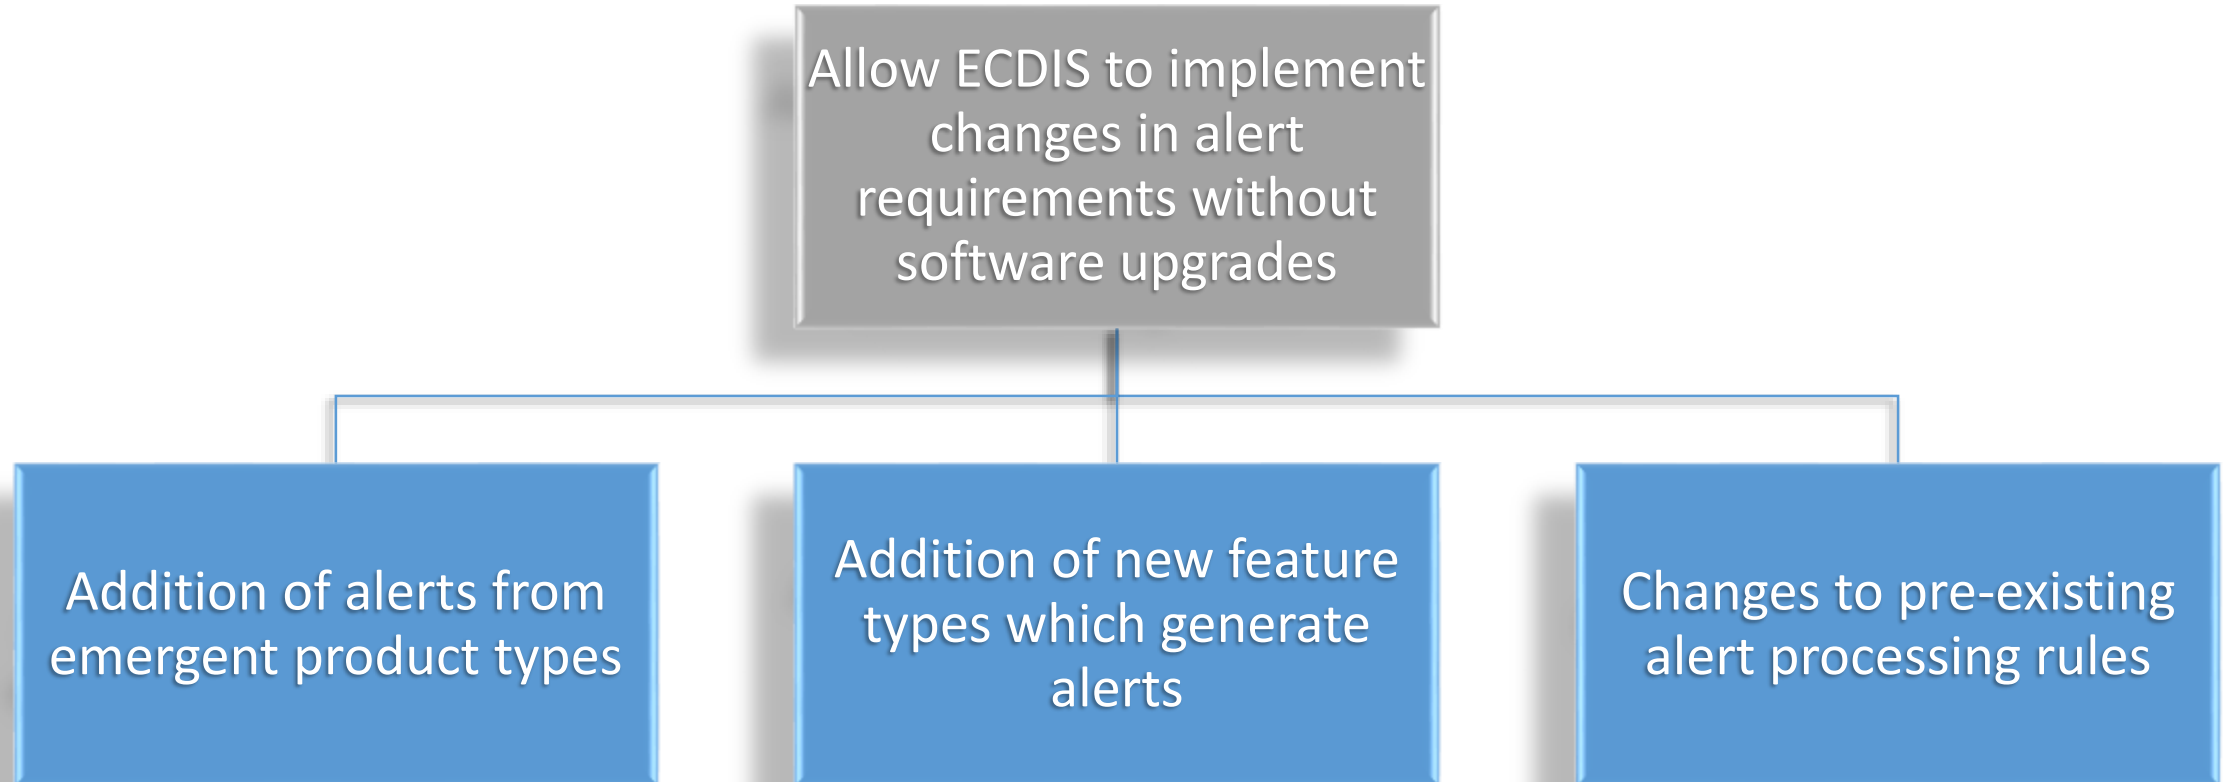 Allow ECDIS to implement
changes in alert
requirements without
software upgrades
Addition of alerts from
emergent product types
Addition of new feature
types which generate
alerts
Changes to pre-existing
alert processing rules